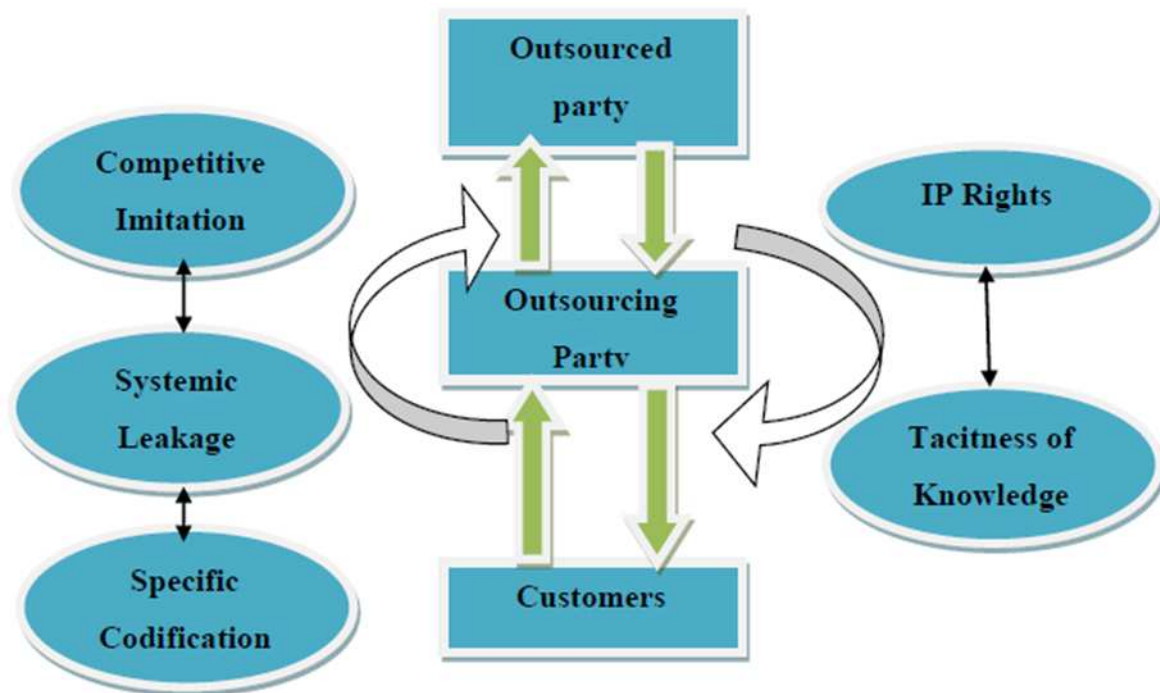 Outsourced
party
Competitive
Imitation
IP Rights
Outsourcing
Party
Systemic
Leakage
Tacitness of
Knowledge
Specific
Codification
Customers